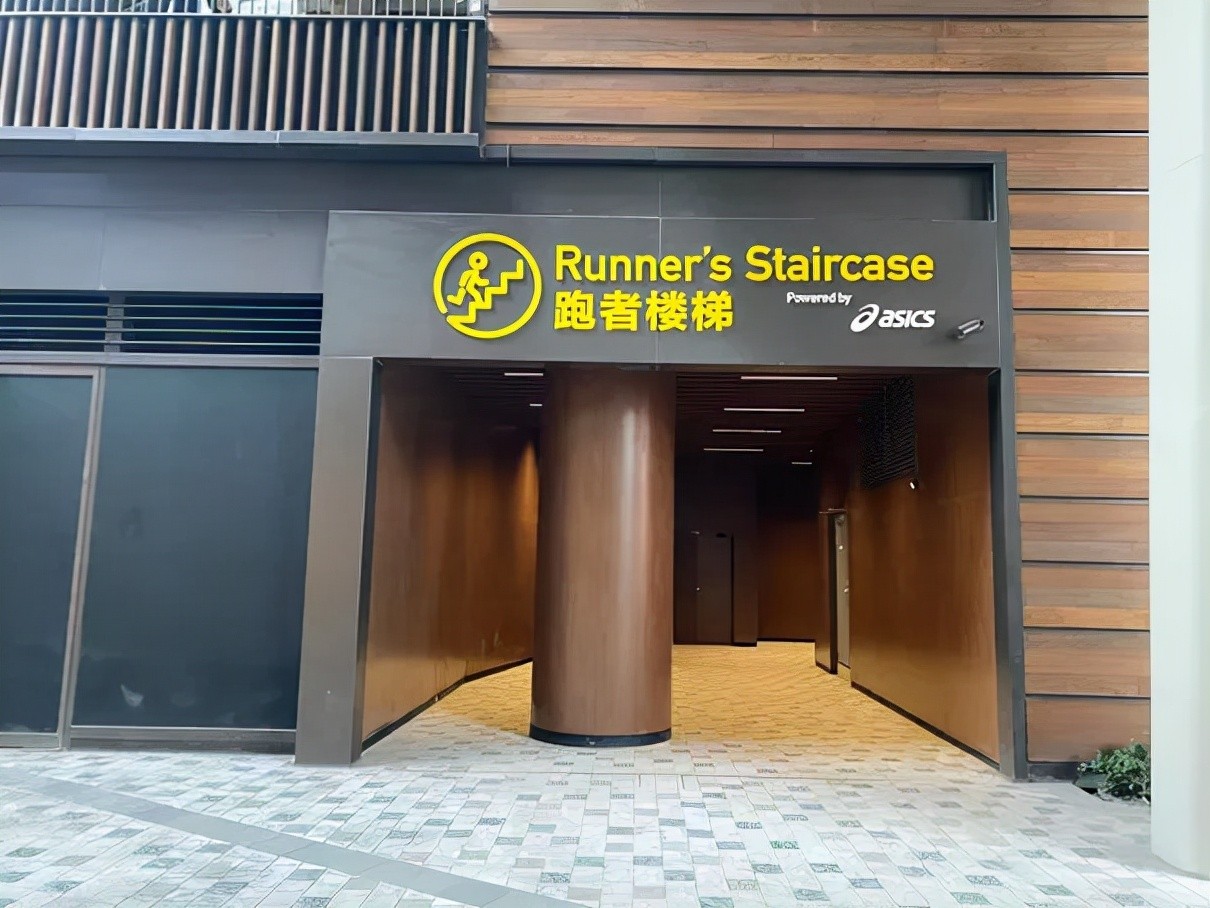 Runner's Staircase
跑者楼梯
Powered by
asics